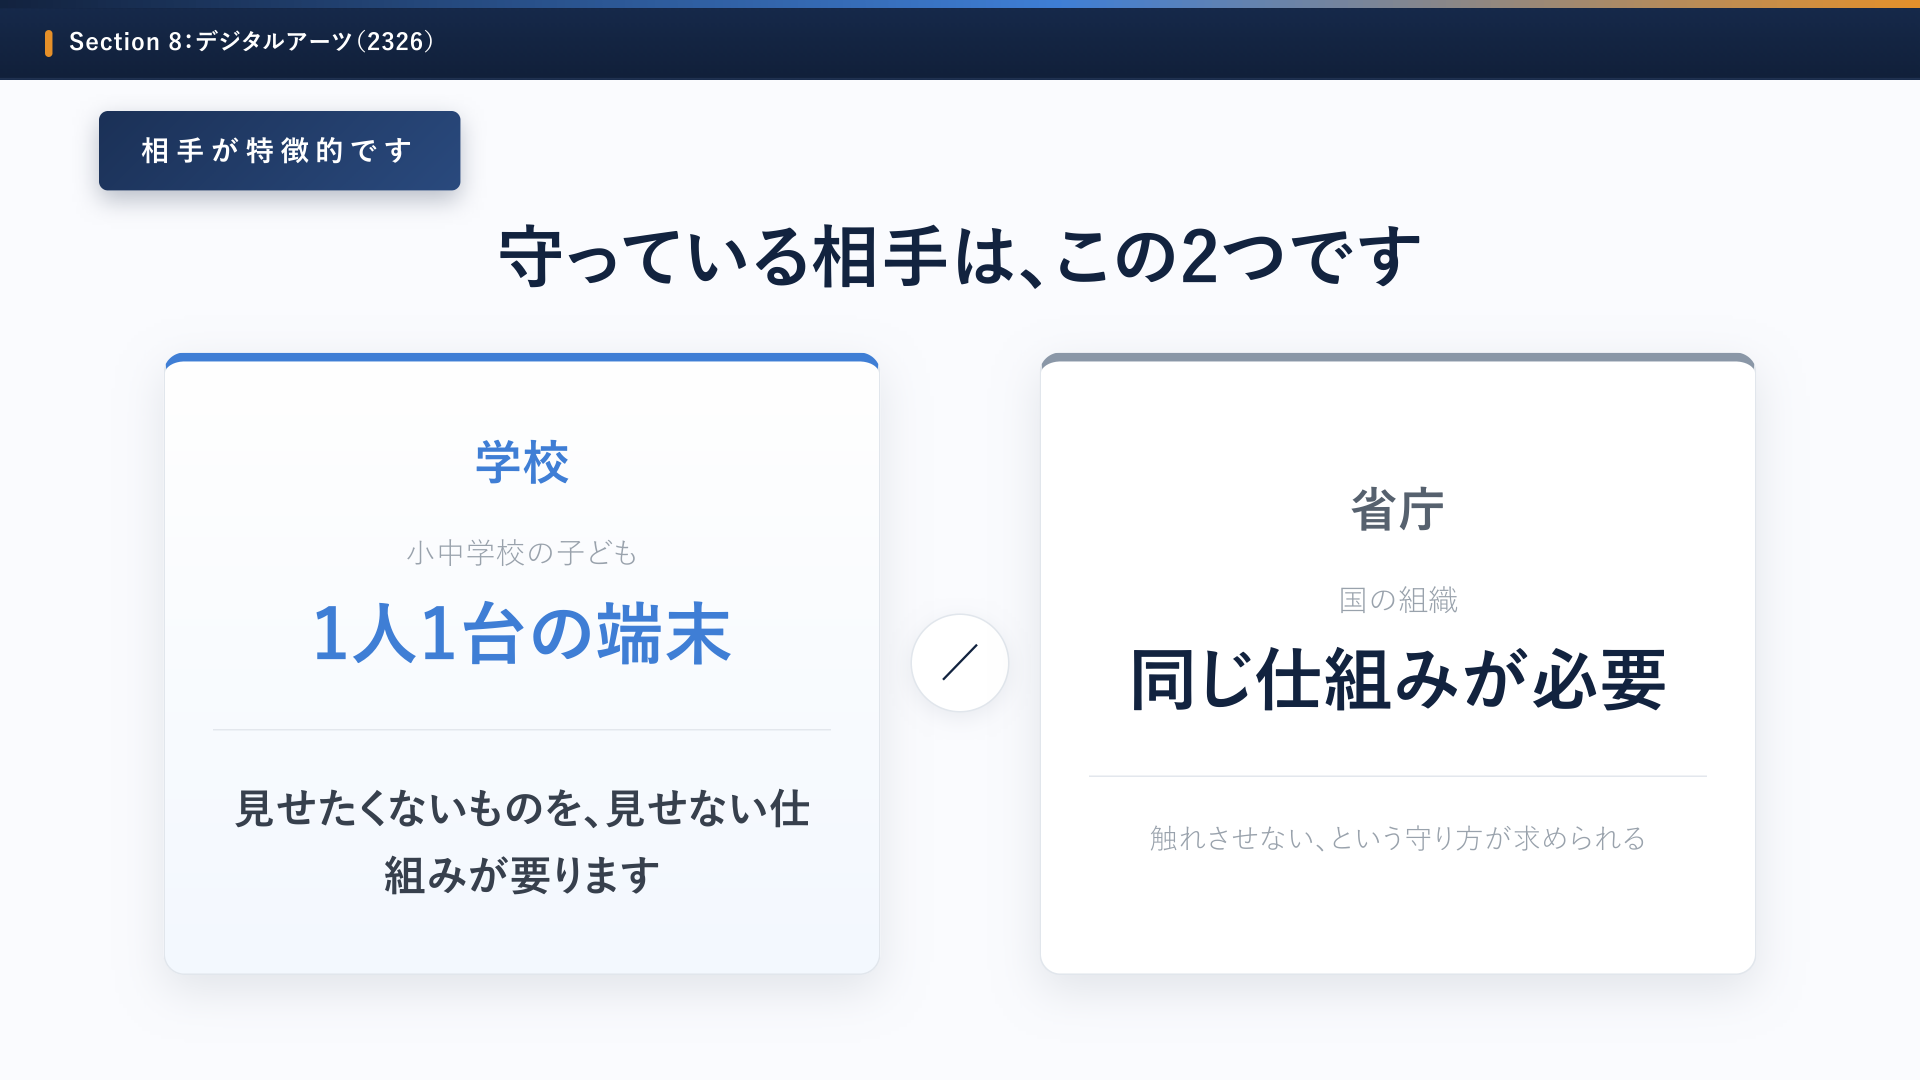 Section 8：デジタルアーツ（2326）
相手が特徴的です
守っている相手は、この2つです
学校
小中学校の子ども
1人1台の端末
見せたくないものを、見せない仕
組みが要ります
／
省庁
国の組織
同じ仕組みが必要
触れさせない、という守り方が求められる